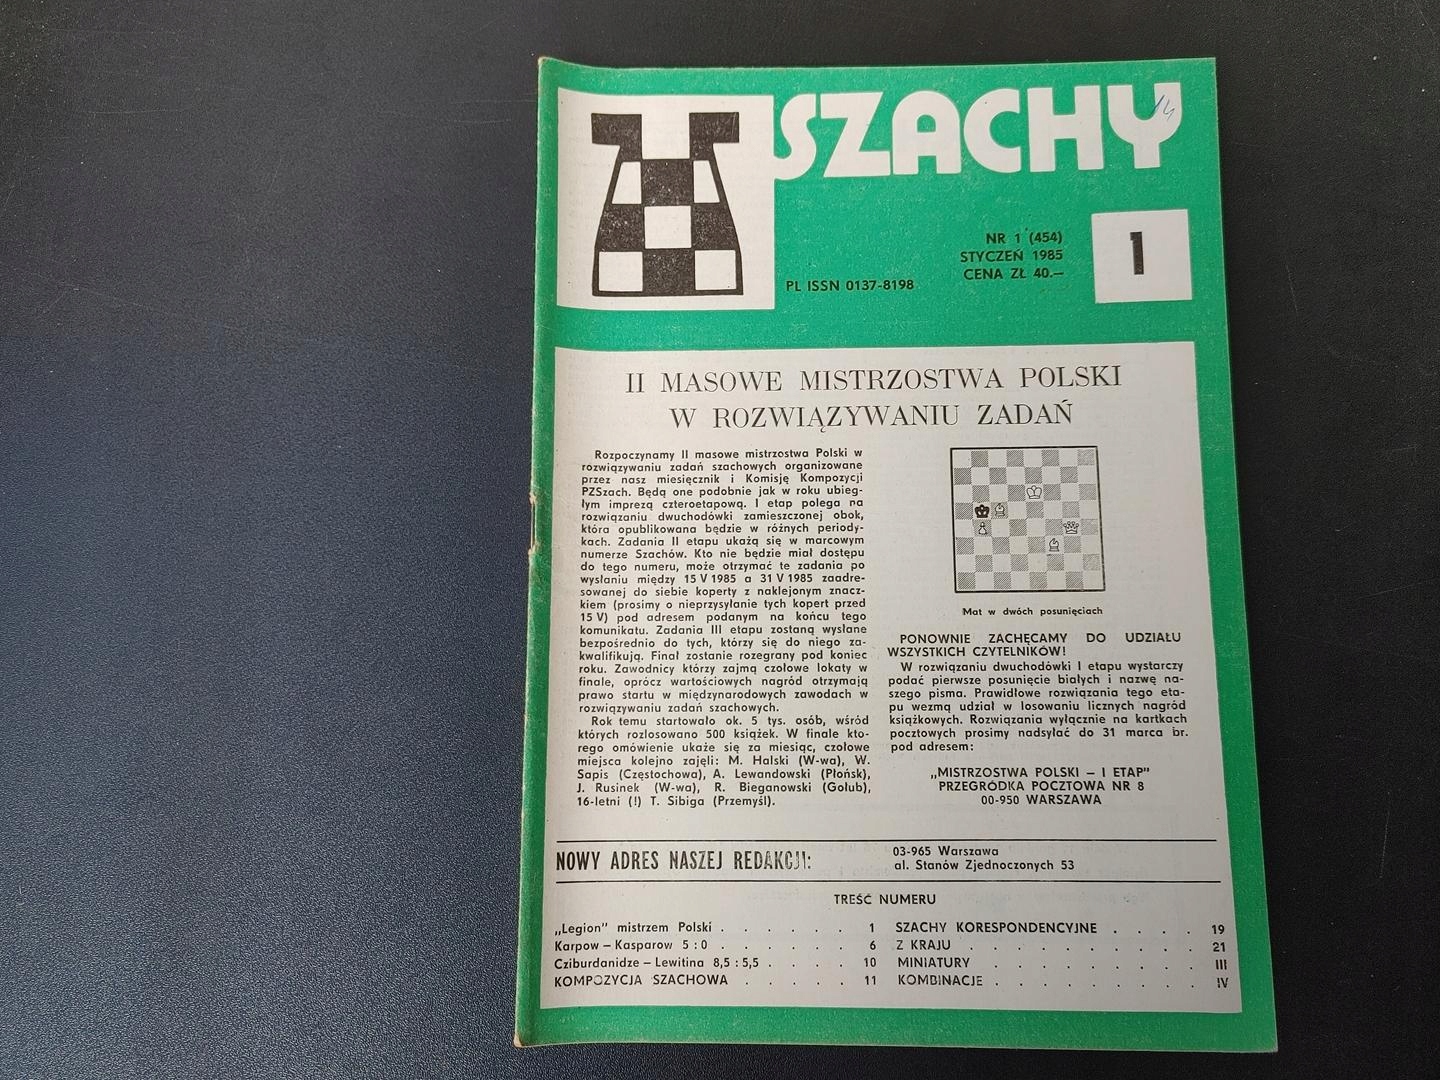 SZACHY
14
NR 1 (454)
STYCZEŃ 1985
CENA ZŁ 40.—
1
PL ISSN 0137-8198
II MASOWE MISTRZOSTWA POLSKI
W ROZWIĄZYWANIU ZADAŃ
Rozpoczynamy II masowe mistrzostwa Polski w
rozwiązywaniu zadań szachowych organizowane
przez nasz miesięcznik i Komisję Kompozycji
PZSzach. Będą one podobnie jak w roku ubieg-
łym imprezą czteroetapową. I etap polega na
rozwiązaniu dwuchodówki zamieszczonej obok,
która opublikowana będzie w różnych periody-
kach. Zadania II etapu ukażą się w marcowym
numerze Szachów. Kto nie będzie miał dostępu
do tego numeru, może otrzymać te zadania po
wysłaniu między 15 V 1985 a 31 V 1985 zaadre-
sowanej do siebie koperty z naklejonym znacz-
kiem (prosimy o nieprzysyłanie tych kopert przed
15 V) pod adresem podanym na końcu tego
komunikatu. Zadania III etapu zostaną wysłane
bezpośrednio do tych, którzy się do niego za-
kwalifikują. Finał zostanie rozegrany pod koniec
roku. Zawodnicy którzy zajmą czołowe lokaty w
finale, oprócz wartościowych nagród otrzymają
prawo startu w międzynarodowych zawodach w
rozwiązywaniu zadań szachowych.
Rok temu startowało ok. 5 tys. osób, wśród
których rozlosowano 500 książek. W finale któ-
rego omówienie ukaże się za miesiąc, czołowe
miejsca kolejno zajęli: M. Halski (W-wa), W.
Sapis (Częstochowa), A. Lewandowski (Płońsk),
J. Rusinek (W-wa), R. Bieganowski (Golub),
16-letni (!) T. Sibiga (Przemyśl).
Mat w dwóch posunięciach
PONOWNIE ZACHĘCAMY DO UDZIAŁU
WSZYSTKICH CZYTELNIKÓW!
W rozwiązaniu dwuchodówki I etapu wystarczy
podać pierwsze posunięcie białych i nazwę na-
szego pisma. Prawidłowe rozwiązania tego eta-
pu wezmą udział w losowaniu licznych nagród
książkowych. Rozwiązania wyłącznie na kartkach
pocztowych prosimy nadsyłać do 31 marca br.
pod adresem:
„MISTRZOSTWA POLSKI – I ETAP"
PRZEGRÓDKA POCZTOWA NR 8
00-950 WARSZAWA
NOWY ADRES NASZEJ REDAKCJI:
03-965 Warszawa
al. Stanów Zjednoczonych 53
TREŚĆ NUMERU
„Legion" mistrzem Polski . . . . . . 1
Karpow – Kasparow 5 : 0 . . . . . . . 6
Cziburdanidze – Lewitina 8,5 : 5,5 . . . . 10
KOMPOZYCJA SZACHOWA . . . . . 11
SZACHY KORESPONDENCYJNE . . . . 19
Z KRAJU . . . . . . . . . . 21
MINIATURY . . . . . . . . . III
KOMBINACJE . . . . . . . . . IV